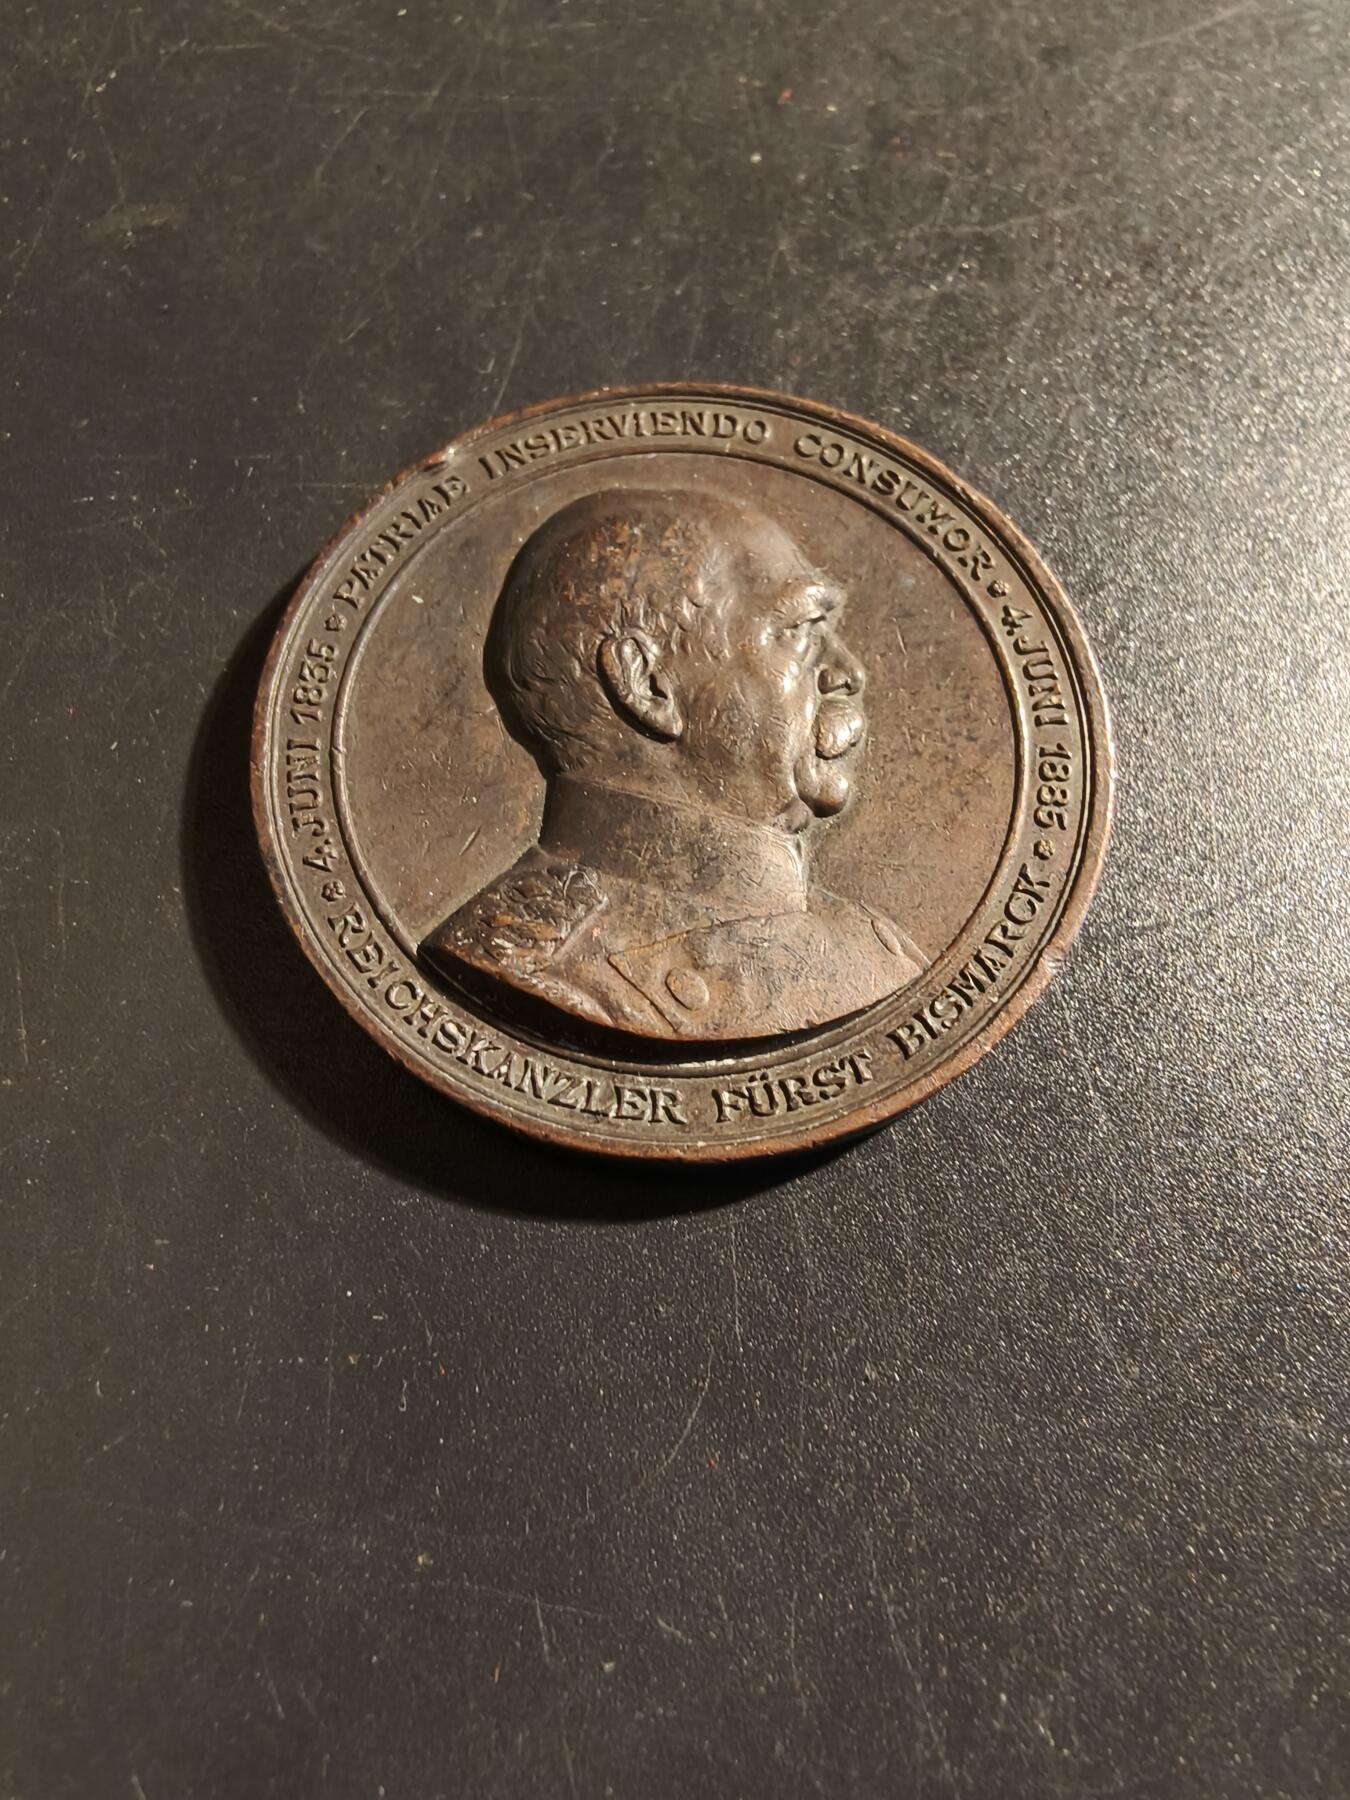 PATRIAE INSERVIENDO CONSUMOR
4. JUNI 1885
REICHSKANZLER FÜRST BISMARCK
4. JUNI 1835